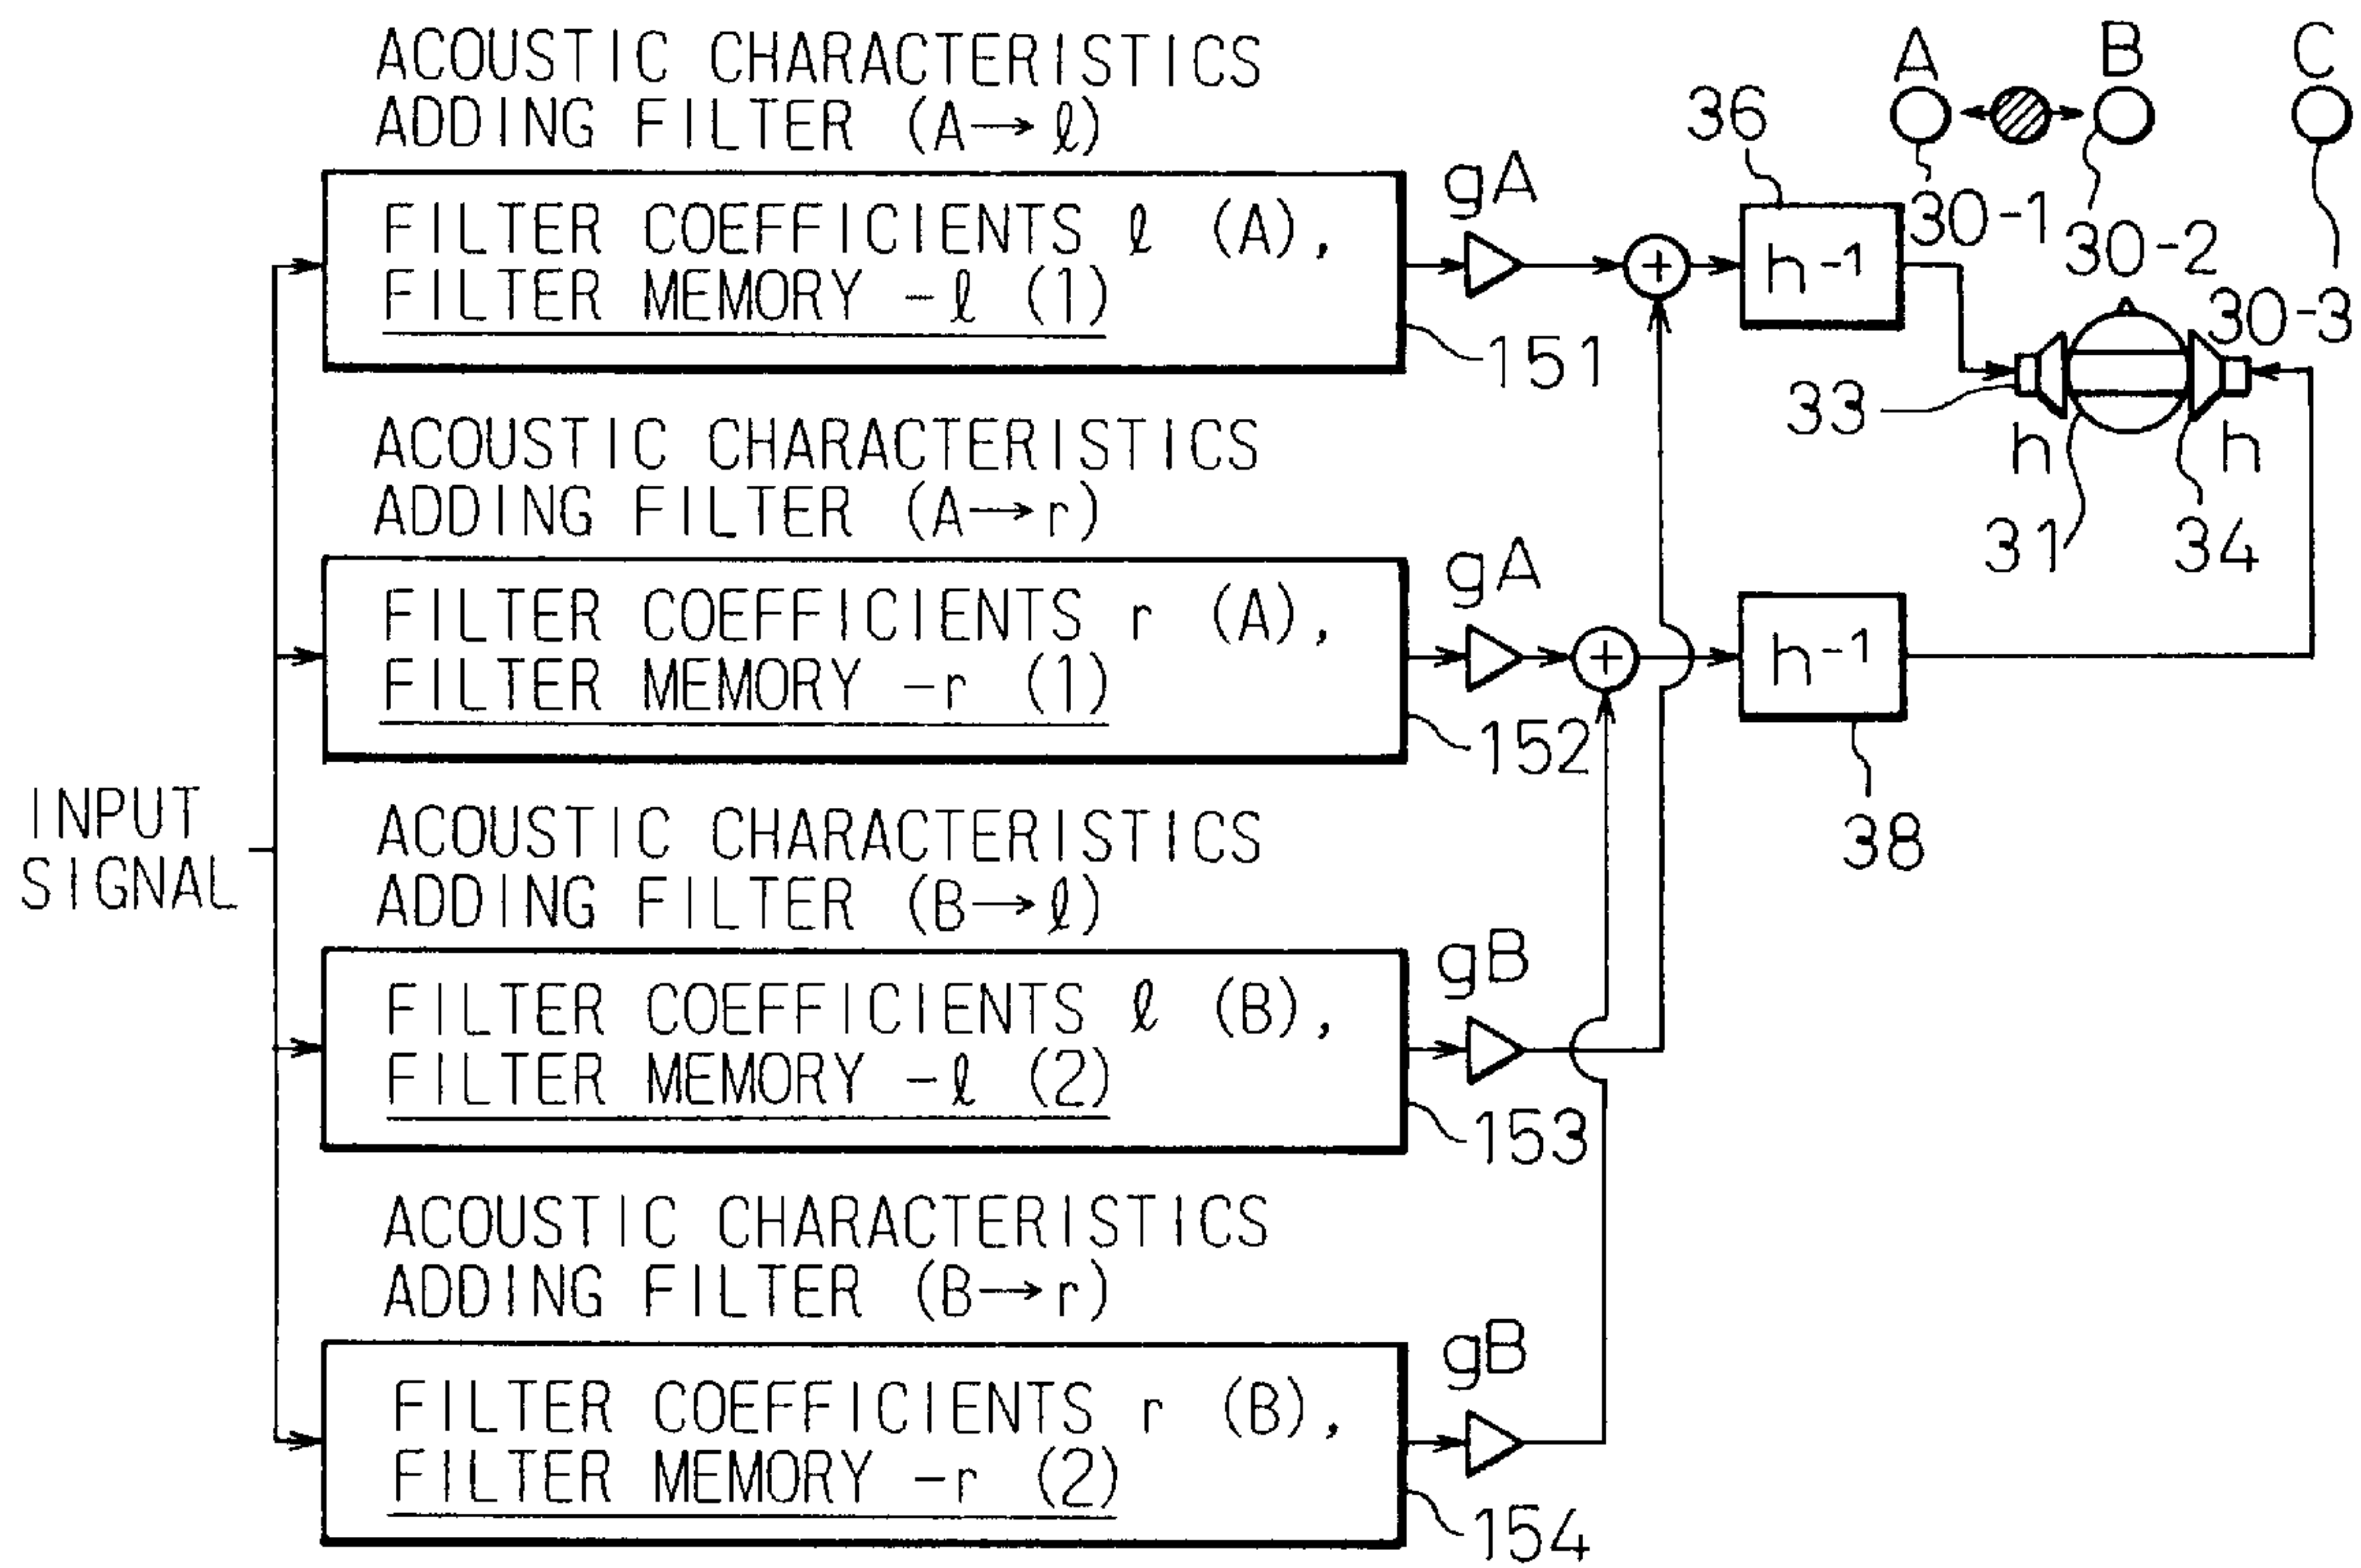 ACOUSTIC CHARACTERISTICS
ADDING FILTER (A→ℓ)
FILTER COEFFICIENTS ℓ (A),
FILTER MEMORY -ℓ (1)
gA
151
ACOUSTIC CHARACTERISTICS
ADDING FILTER (A→r)
FILTER COEFFICIENTS r (A),
FILTER MEMORY -r (1)
gA
152
INPUT
SIGNAL
ACOUSTIC CHARACTERISTICS
ADDING FILTER (B→ℓ)
FILTER COEFFICIENTS ℓ (B),
FILTER MEMORY -ℓ (2)
gB
153
ACOUSTIC CHARACTERISTICS
ADDING FILTER (B→r)
FILTER COEFFICIENTS r (B),
FILTER MEMORY -r (2)
gB
154
+
+
36
h⁻¹
h⁻¹
38
A
B
C
30-1
30-2
30-3
33
h
h
31
34